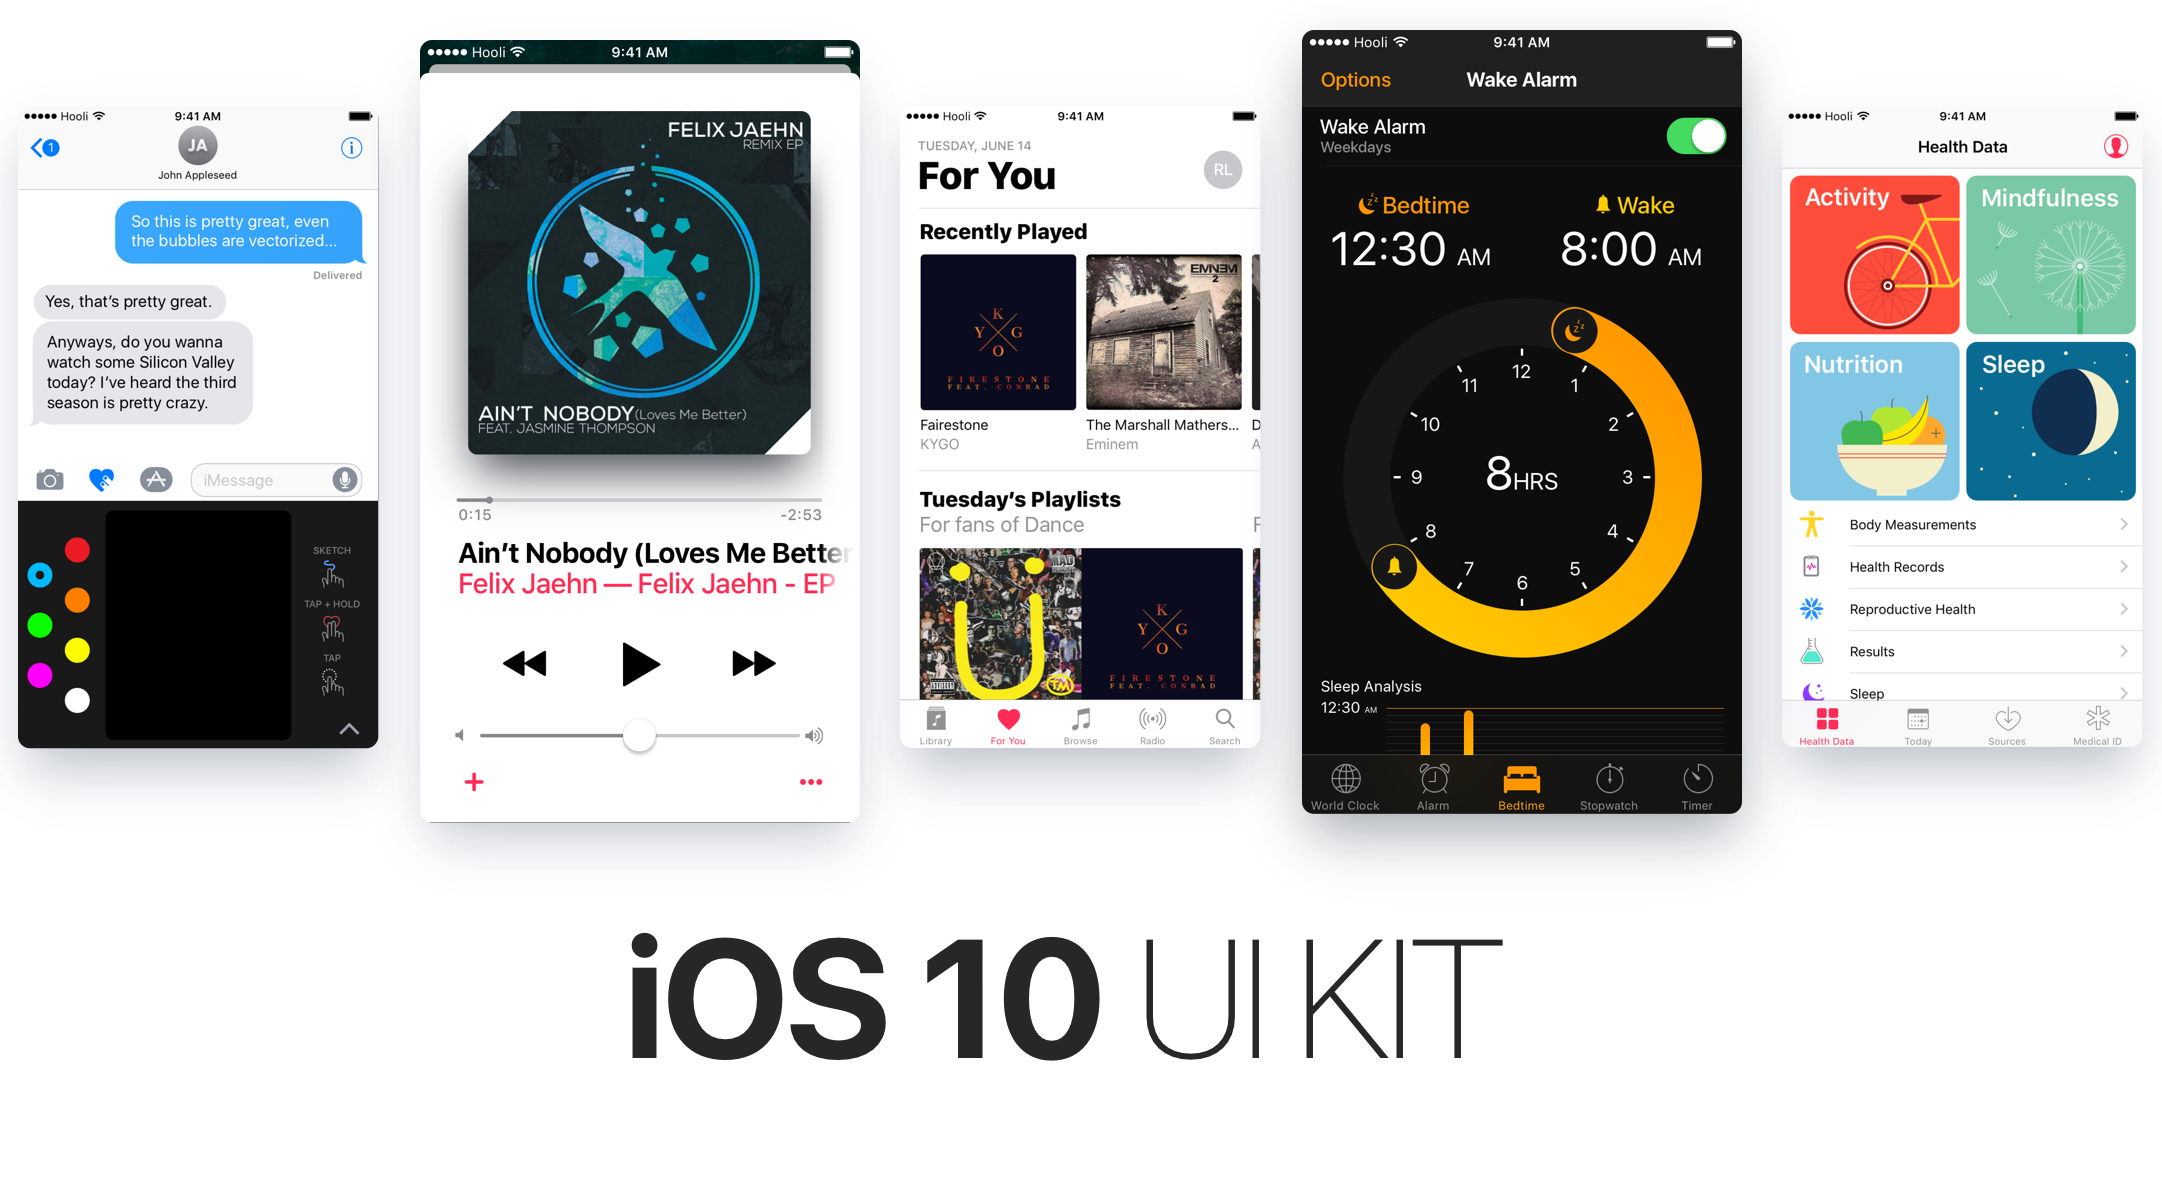 Hooli 9:41 AM
1
JA
John Appleseed
So this is pretty great, even
the bubbles are vectorized...
Delivered
Yes, that's pretty great.
Anyways, do you wanna
watch some Silicon Valley
today? I've heard the third
season is pretty crazy.
iMessage
SKETCH
TAP + HOLD
TAP
Hooli 9:41 AM
FELIX JAEHN
REMIX EP
AIN'T NOBODY (Loves Me Better)
FEAT. JASMINE THOMPSON
0:15 -2:53
Ain't Nobody (Loves Me Better
Felix Jaehn — Felix Jaehn - EP
Hooli 9:41 AM
TUESDAY, JUNE 14
For You
RL
Recently Played
K
Y G
O
FIRESTONE
FEAT. CONRAD
EMINEM
2
Fairestone
KYGO
The Marshall Mathers...
Eminem
D
A
Tuesday's Playlists
For fans of Dance
F
MAD
Ü
TM
K
Y G
O
FIRESTONE
FEAT. CONRAD
Library For You Browse Radio Search
Hooli 9:41 AM
Options Wake Alarm
Wake Alarm
Weekdays
Bedtime Wake
12:30 AM 8:00 AM
12
11 1
10 2
9 8HRS 3
8 4
7 5
6
Sleep Analysis
12:30 AM
World Clock Alarm Bedtime Stopwatch Timer
Hooli 9:41 AM
Health Data
Activity Mindfulness
Nutrition Sleep
Body Measurements
Health Records
Reproductive Health
Results
Sleep
Health Data Today Sources Medical ID
iOS 10 UI KIT